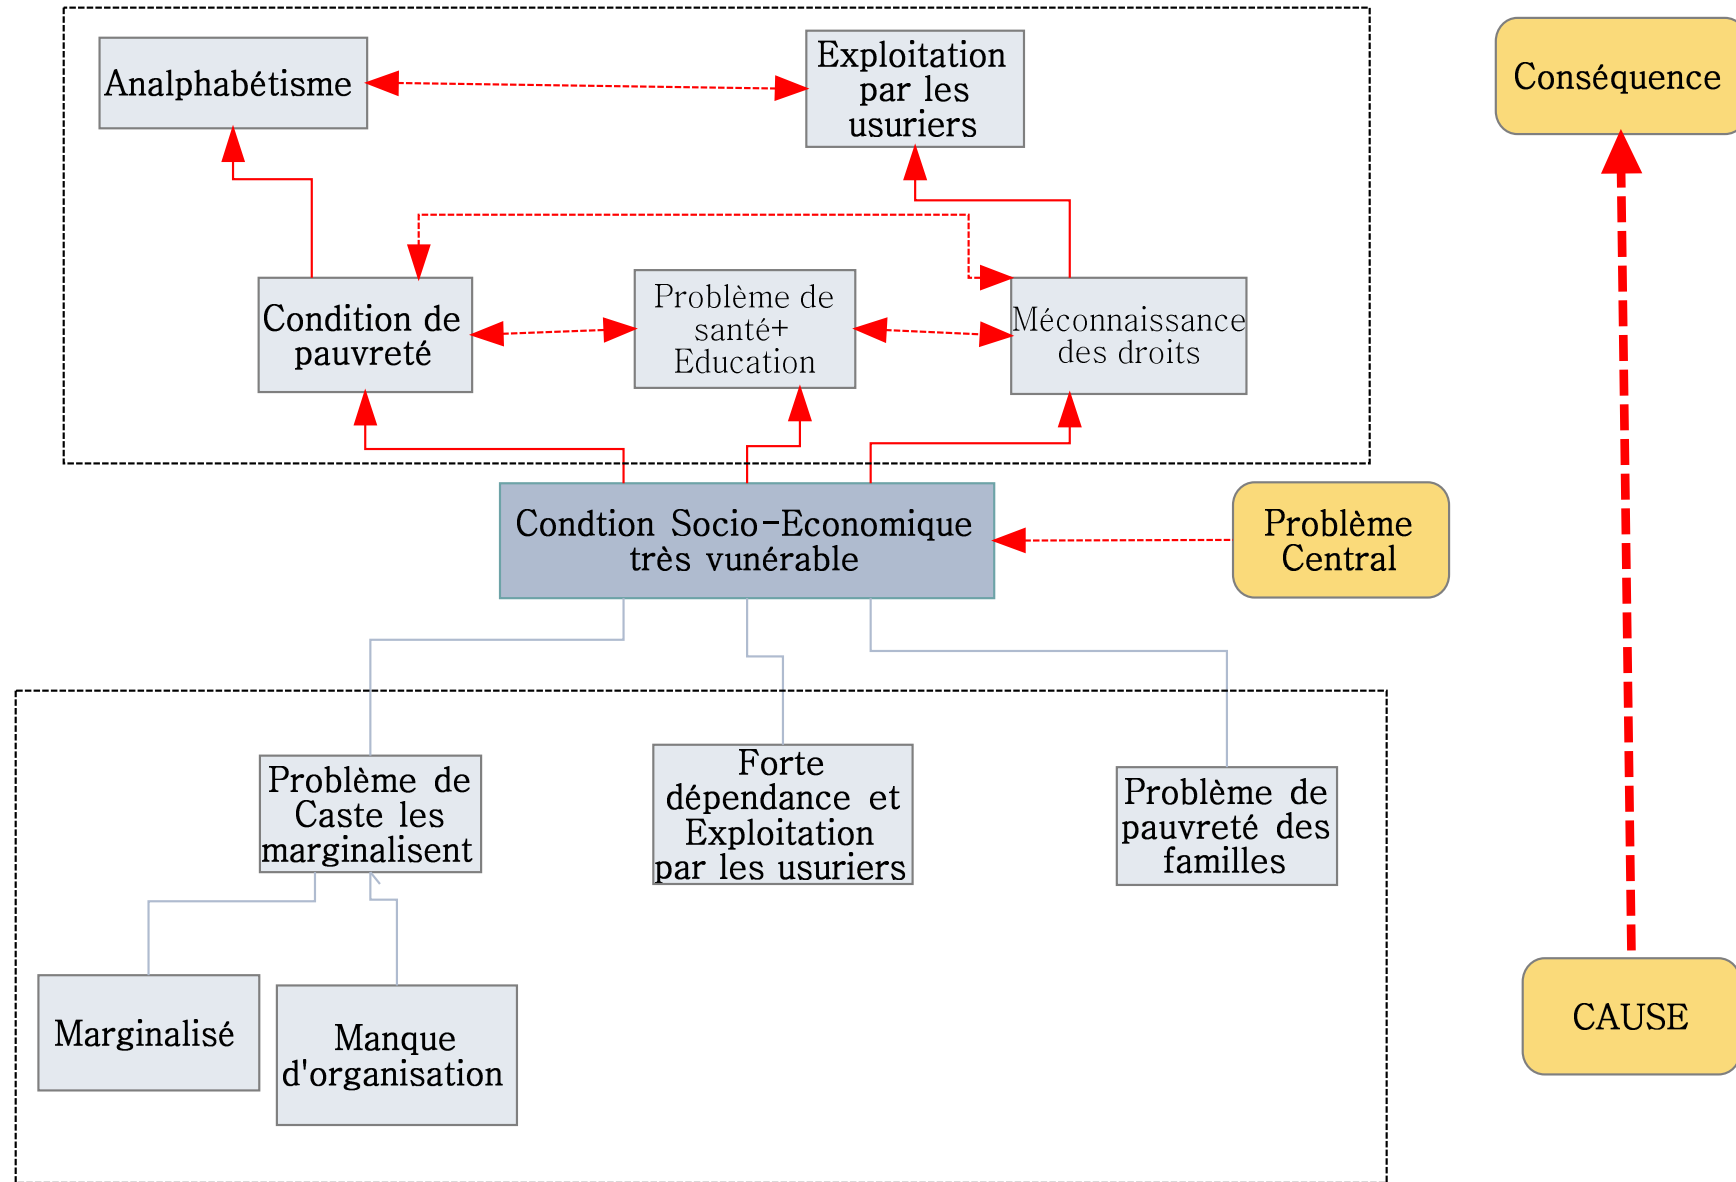 Analphabétisme
Exploitation
par les
usuriers
Conséquence
Condition de
pauvreté
Problème de
santé+
Education
Méconnaissance
des droits
Condtion Socio-Economique
très vunérable
Problème
Central
Problème de
Caste les
marginalisent
Forte
dépendance et
Exploitation
par les usuriers
Problème de
pauvreté des
familles
Marginalisé
Manque
d'organisation
CAUSE